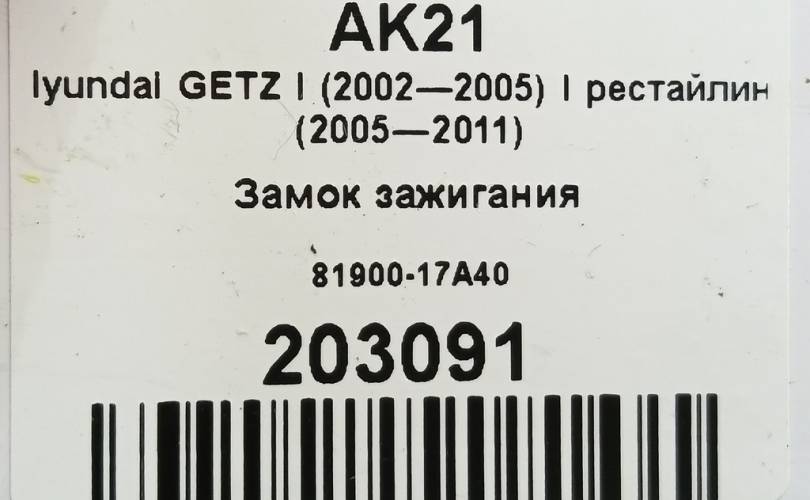 AK21
lyundai GETZ I (2002—2005) I рестайлин
(2005—2011)
Замок зажигания
81900-17A40
203091